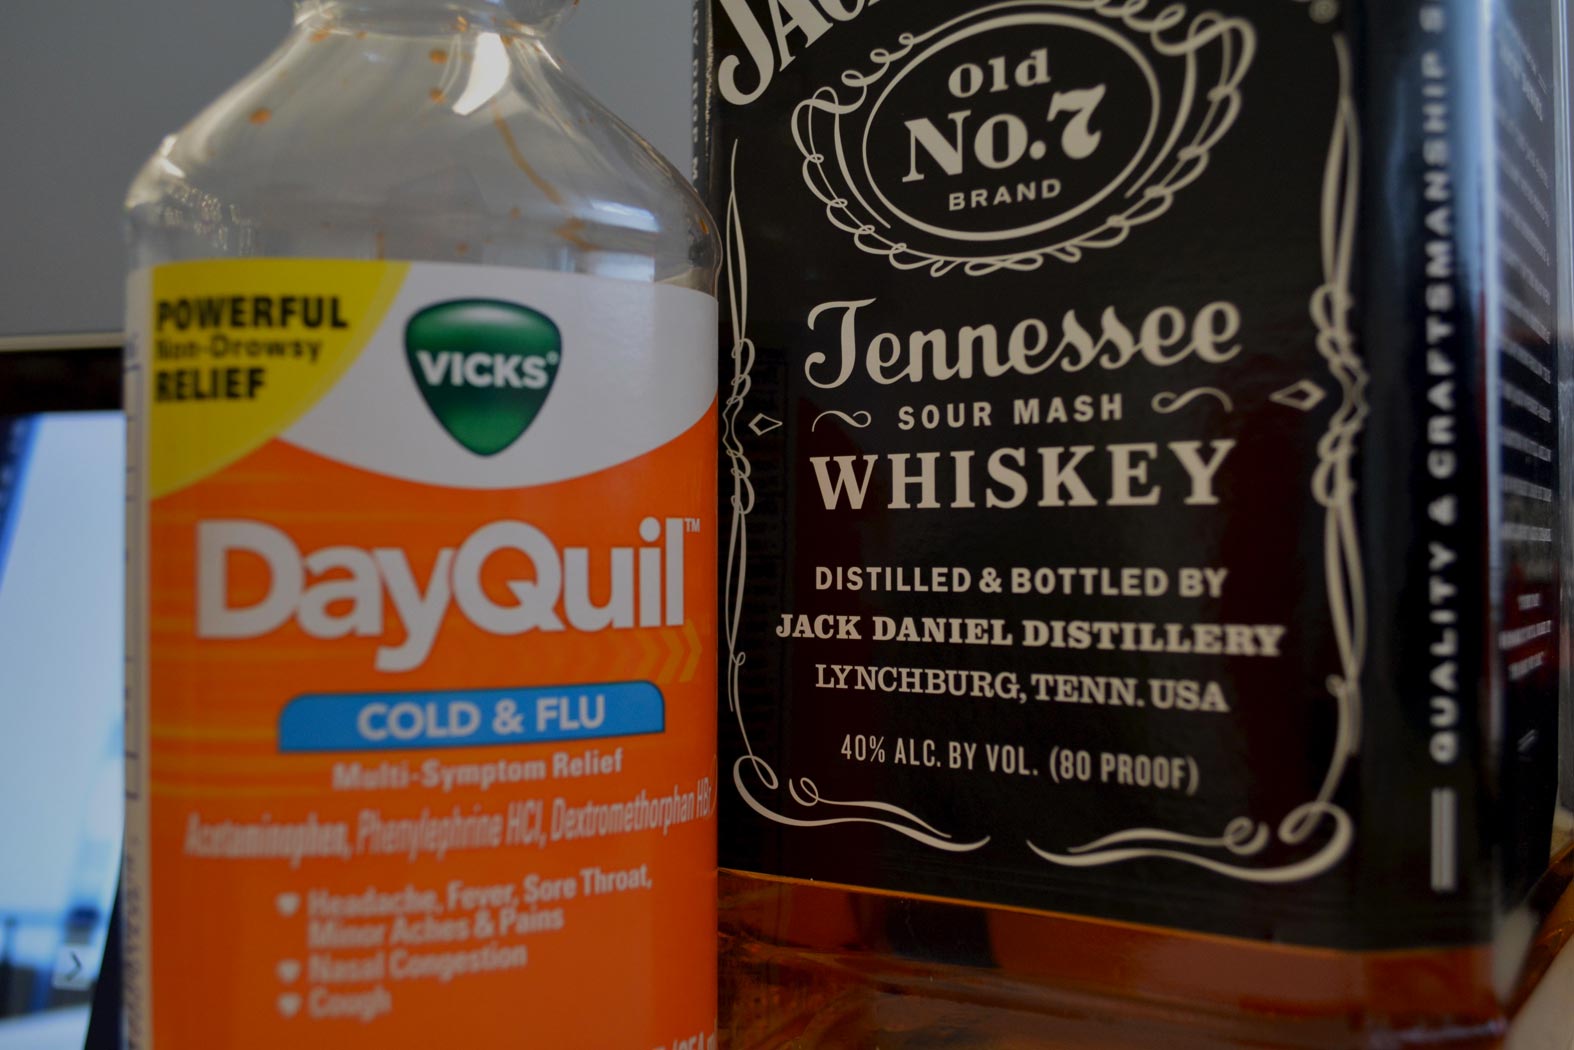 POWERFUL
Non-Drowsy
RELIEF
VICKS®
DayQuil™
COLD & FLU
Multi-Symptom Relief
Acetaminophen, Phenylephrine HCl, Dextromethorphan HBr
Headache, Fever, Sore Throat,
Minor Aches & Pains
Nasal Congestion
Cough
JAC
Old
No.7
BRAND
Tennessee
SOUR MASH
WHISKEY
DISTILLED & BOTTLED BY
JACK DANIEL DISTILLERY
LYNCHBURG, TENN. USA
40% ALC. BY VOL. (80 PROOF)
QUALITY & CRAFTSMANSHIP